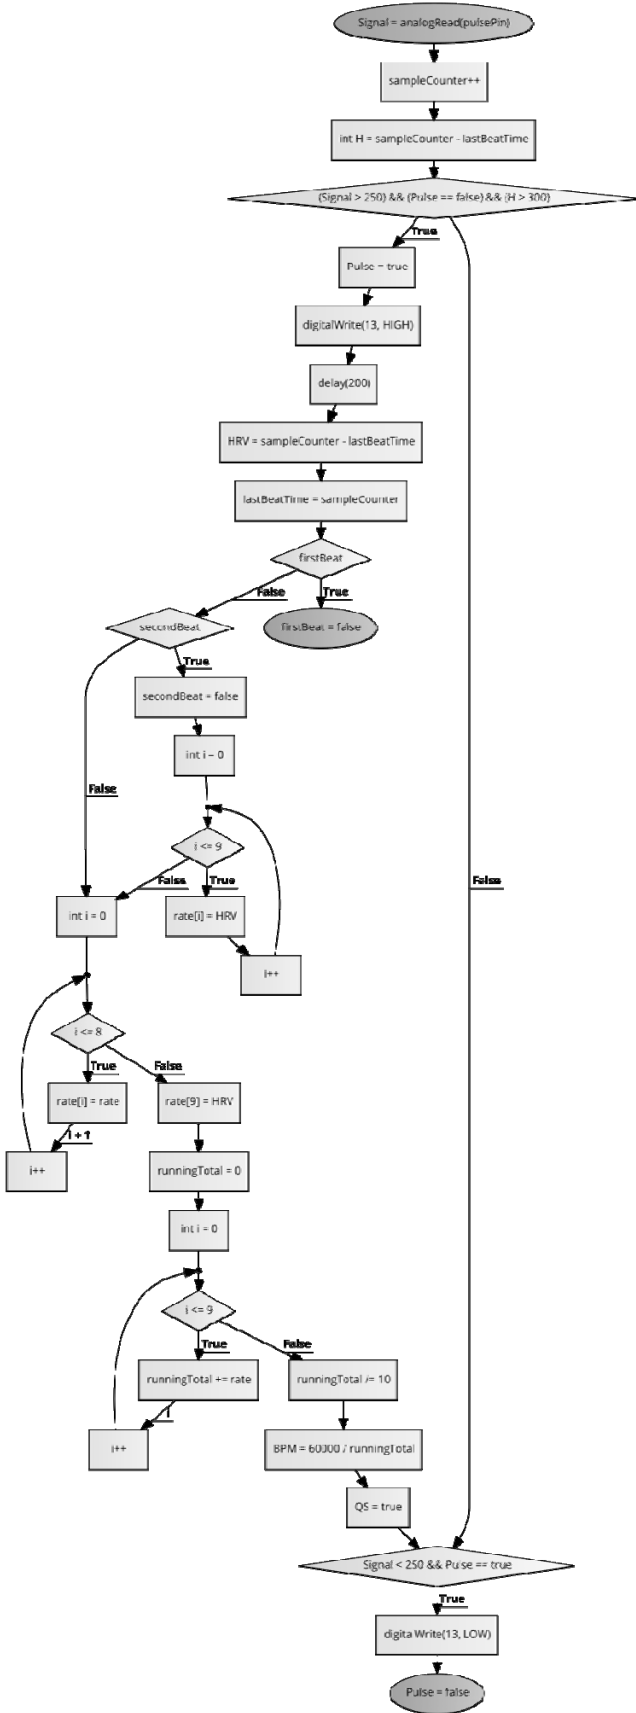 Signal = analogRead(pulsePin)
sampleCounter++
int H = sampleCounter - lastBeatTime
(Signal > 250) && (Pulse == false) && (H > 300)
True
Pulse = true
digitalWrite(13, HIGH)
delay(200)
HRV = sampleCounter - lastBeatTime
lastBeatTime = sampleCounter
firstBeat
False
True
secondBeat
firstBeat = false
True
secondBeat = false
int i = 0
False
i <= 9
False
True
False
int i = 0
rate[i] = HRV
i++
i <= 8
True
False
rate[i] = rate
rate[9] = HRV
i + 1
i++
runningTotal = 0
int i = 0
i <= 9
True
False
runningTotal += rate
runningTotal /= 10
i
i++
BPM = 60000 / runningTotal
QS = true
Signal < 250 && Pulse == true
True
digita Write(13, LOW)
Pulse = false